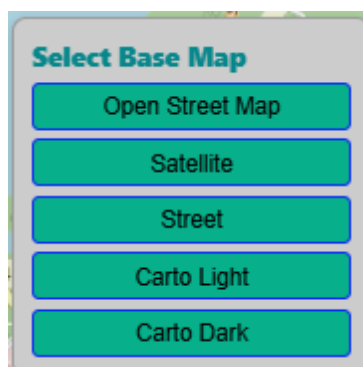 Select Base Map
Open Street Map
Satellite
Street
Carto Light
Carto Dark